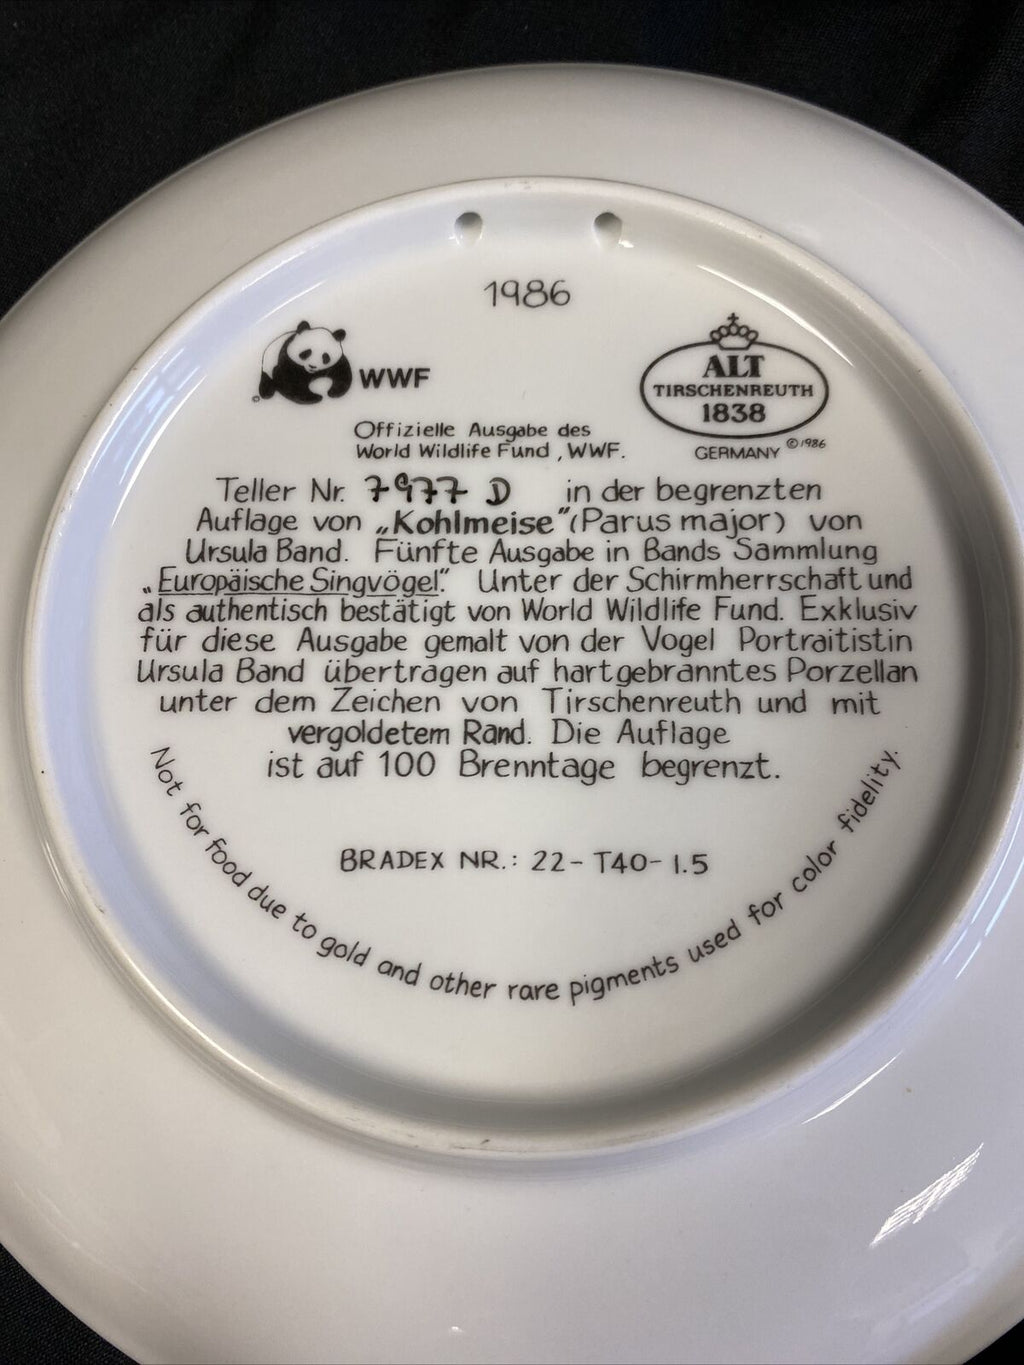 1986
WWF
ALT
TIRSCHENREUTH
1838
GERMANY ©1986
Offizielle Ausgabe des
World Wildlife Fund, WWF.
Teller Nr. 7977 D in der begrenzten
Auflage von „Kohlmeise” (Parus major) von
Ursula Band. Fünfte Ausgabe in Bands Sammlung
„Europäische Singvögel”. Unter der Schirmherrschaft und
als authentisch bestätigt von World Wildlife Fund. Exklusiv
für diese Ausgabe gemalt von der Vogel Portraitistin
Ursula Band übertragen auf hartgebranntes Porzellan
unter dem Zeichen von Tirschenreuth und mit
vergoldetem Rand. Die Auflage
ist auf 100 Brenntage begrenzt.
BRADEX NR.: 22-T40-1.5
Not for food due to gold and other rare pigments used for color fidelity.